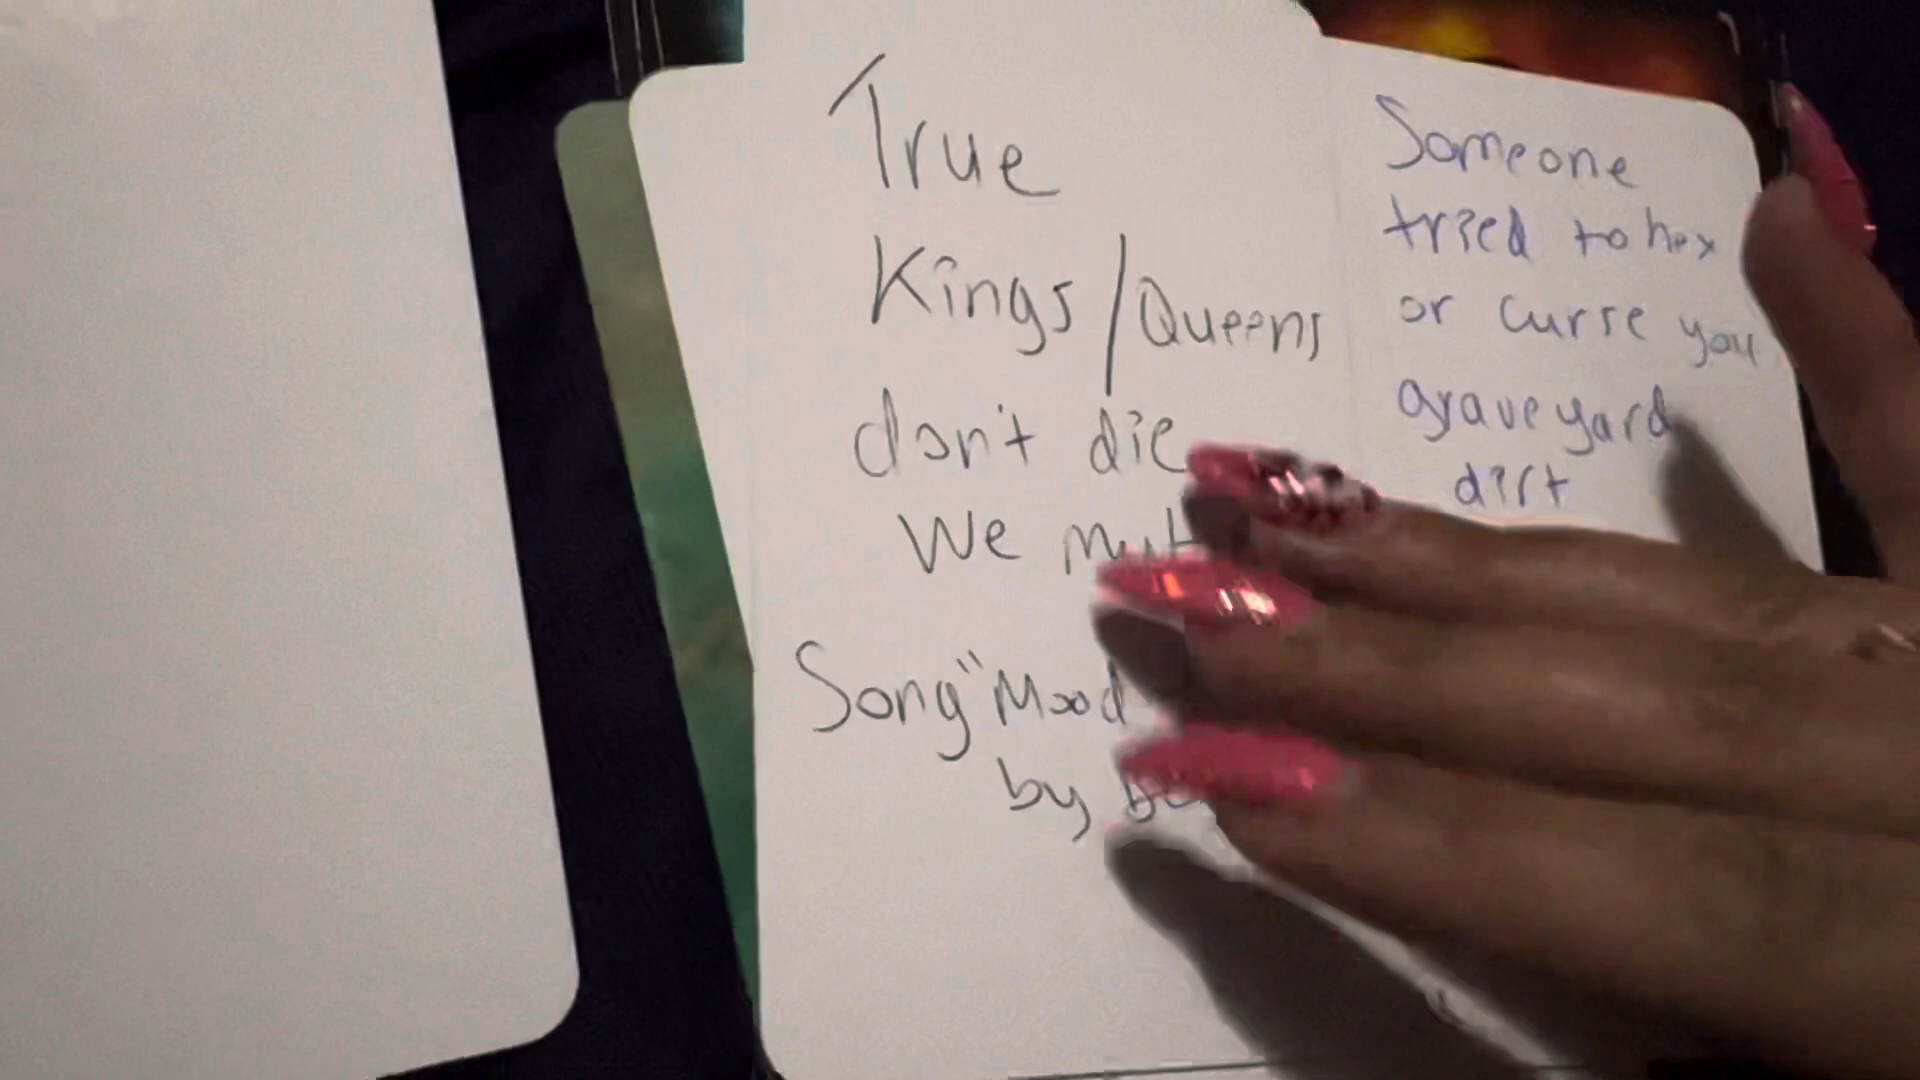 True
Kings/Queens
don't die
We
Song "Mood
by
Someone
tried to hex
or curse you
graveyard
dirt